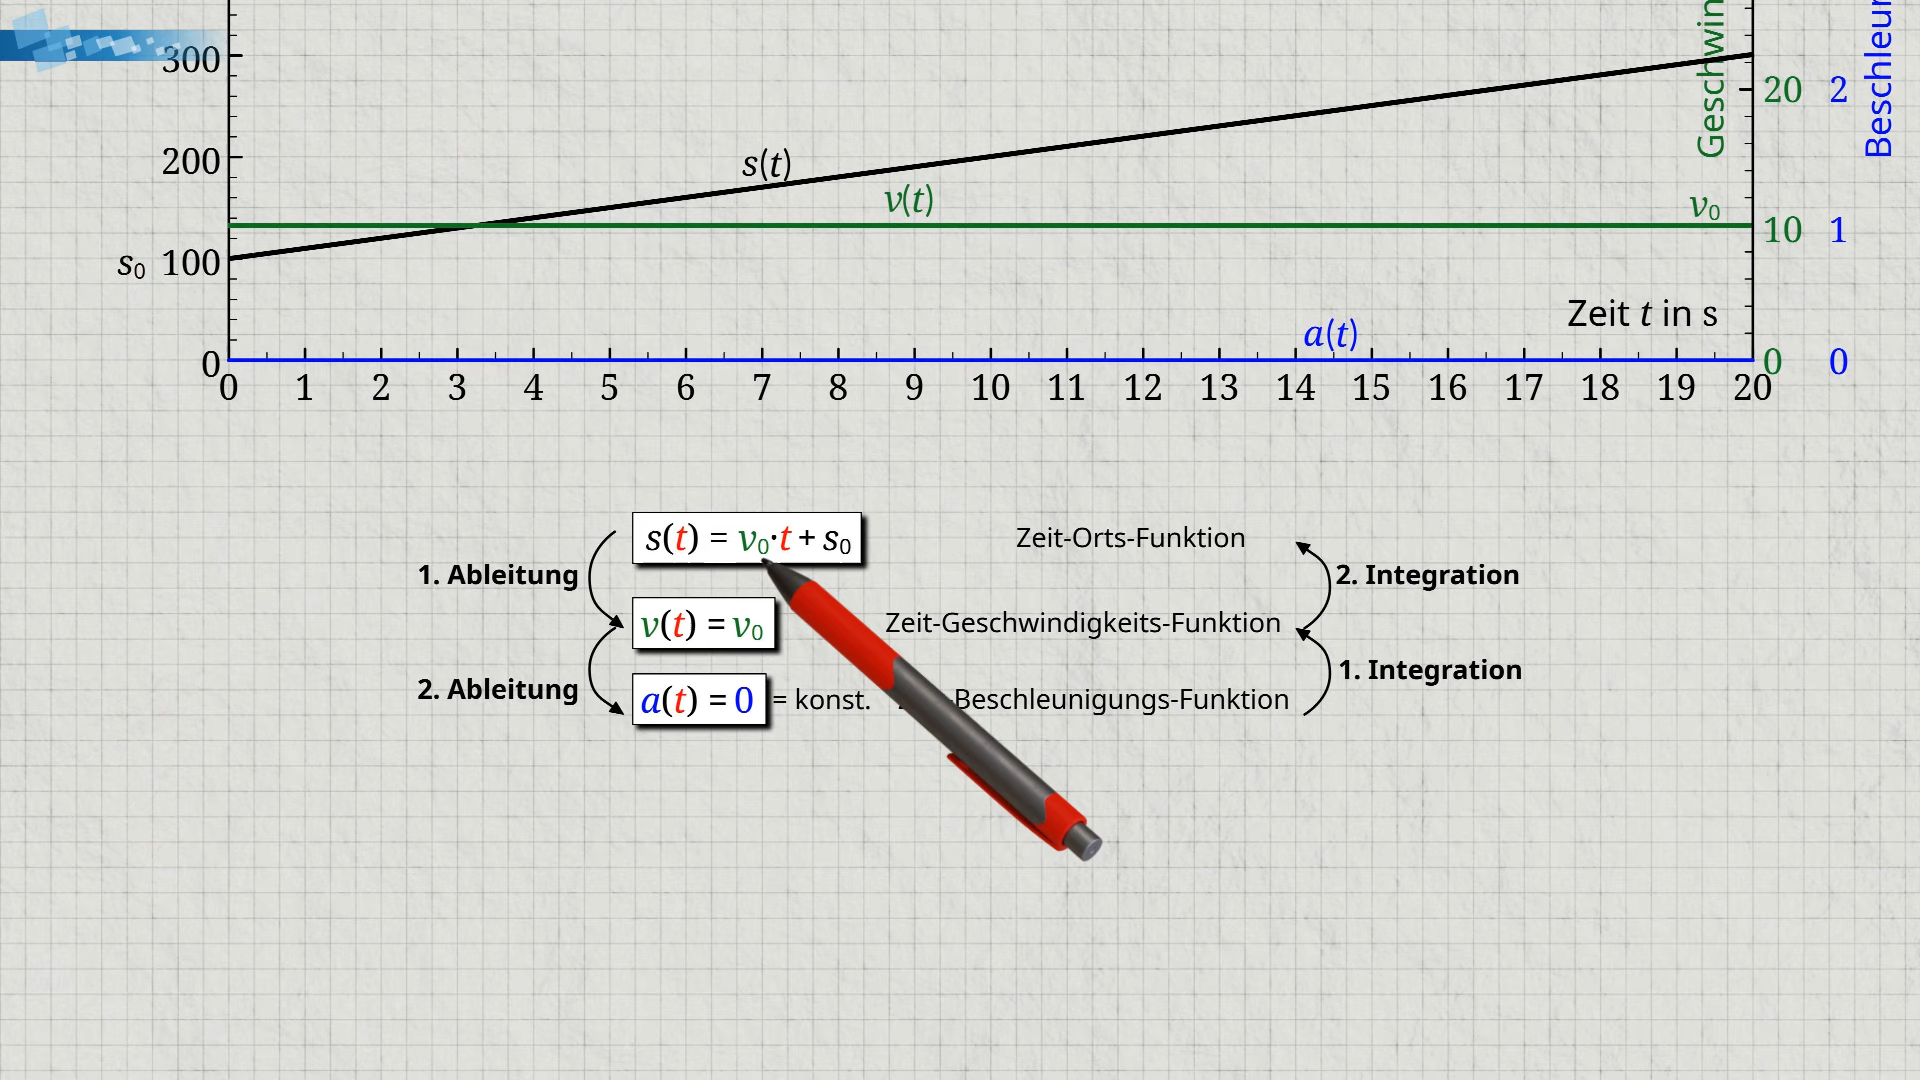 300
200
s₀ 100
0
0 1 2 3 4 5 6 7 8 9 10 11 12 13 14 15 16 17 18 19 20
s(t)
v(t)
v₀
a(t)
Zeit t in s
20
10
0
2
1
0
s(t) = v₀·t + s₀
Zeit-Orts-Funktion
1. Ableitung
2. Integration
v(t) = v₀
Zeit-Geschwindigkeits-Funktion
2. Ableitung
1. Integration
a(t) = 0 = konst.
-Beschleunigungs-Funktion